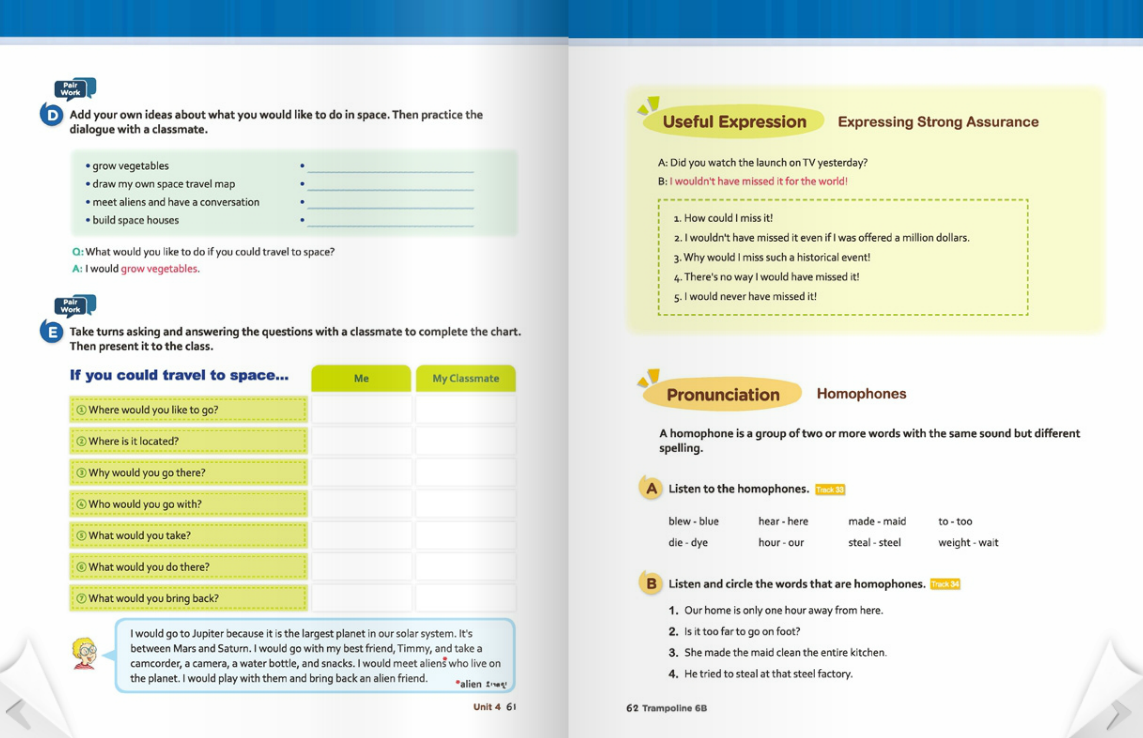 Pair
Work
D Add your own ideas about what you would like to do in space. Then practice the
dialogue with a classmate.
• grow vegetables •
• draw my own space travel map •
• meet aliens and have a conversation •
• build space houses •
Q: What would you like to do if you could travel to space?
A: I would grow vegetables.
Pair
Work
E Take turns asking and answering the questions with a classmate to complete the chart.
Then present it to the class.
If you could travel to space... Me My Classmate
① Where would you like to go?
② Where is it located?
③ Why would you go there?
④ Who would you go with?
⑤ What would you take?
⑥ What would you do there?
⑦ What would you bring back?
I would go to Jupiter because it is the largest planet in our solar system. It's
between Mars and Saturn. I would go with my best friend, Timmy, and take a
camcorder, a camera, a water bottle, and snacks. I would meet aliens* who live on
the planet. I would play with them and bring back an alien friend.
*alien 외계인
Unit 4 61
Useful Expression Expressing Strong Assurance
A: Did you watch the launch on TV yesterday?
B: I wouldn't have missed it for the world!
1. How could I miss it!
2. I wouldn't have missed it even if I was offered a million dollars.
3. Why would I miss such a historical event!
4. There's no way I would have missed it!
5. I would never have missed it!
Pronunciation Homophones
A homophone is a group of two or more words with the same sound but different
spelling.
A Listen to the homophones. Track 33
blew - blue hear - here made - maid to - too
die - dye hour - our steal - steel weight - wait
B Listen and circle the words that are homophones. Track 34
1. Our home is only one hour away from here.
2. Is it too far to go on foot?
3. She made the maid clean the entire kitchen.
4. He tried to steal at that steel factory.
62 Trampoline 6B